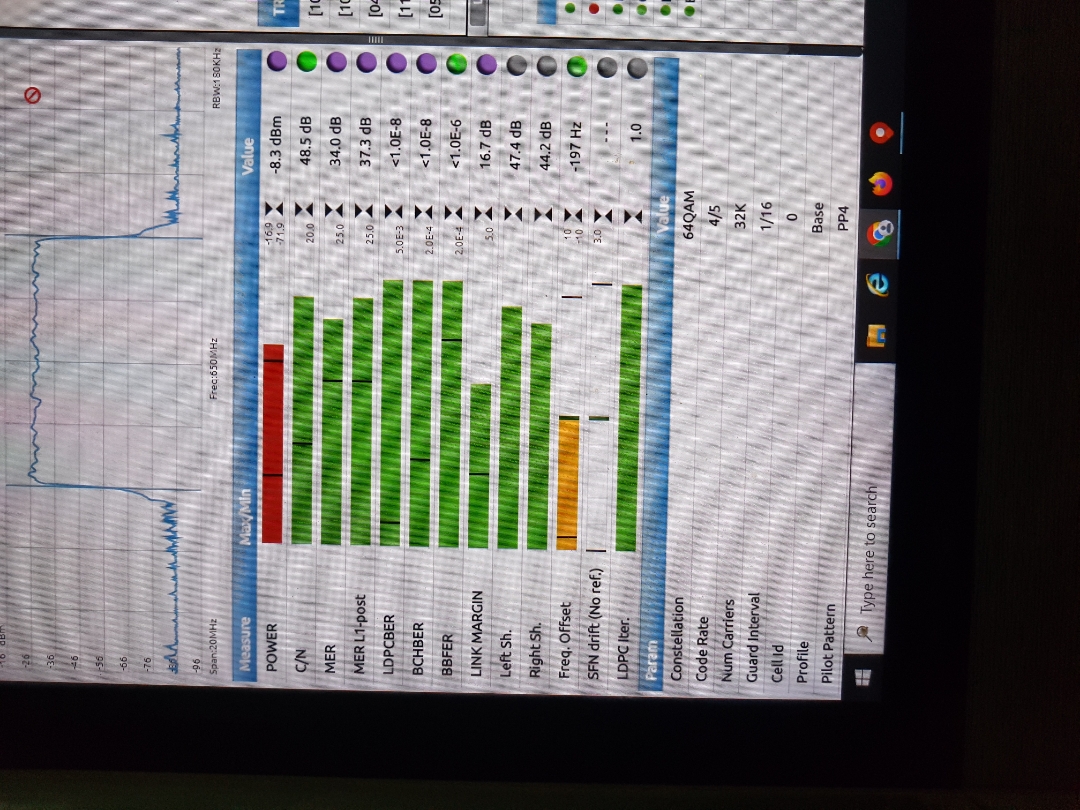 -16 dBm
-26
-36
-46
-56
-66
-76
-96
Span:20MHz Freq:650MHz RBW:180KHz
Measure Max/Min Value
POWER -16.9 -71.9 -8.3 dBm
C/N 20.0 48.5 dB
MER 25.0 34.0 dB
MER L1-post 25.0 37.3 dB
LDPCBER 5.0E-3 <1.0E-8
BCHBER 2.0E-4 <1.0E-8
BBFER 2.0E-4 <1.0E-6
LINK MARGIN 5.0 16.7 dB
Left Sh. 47.4 dB
Right Sh. 44.2 dB
Freq. Offset 10 -10 -197 Hz
SFN drift (No ref.) 3.0 ---
LDPC Iter. 1.0
Param Value
Constellation 64QAM
Code Rate 4/5
Num Carriers 32K
Guard Interval 1/16
Cell Id 0
Profile Base
Pilot Pattern PP4
Type here to search
TR
[10
[10
[04
[11
[05